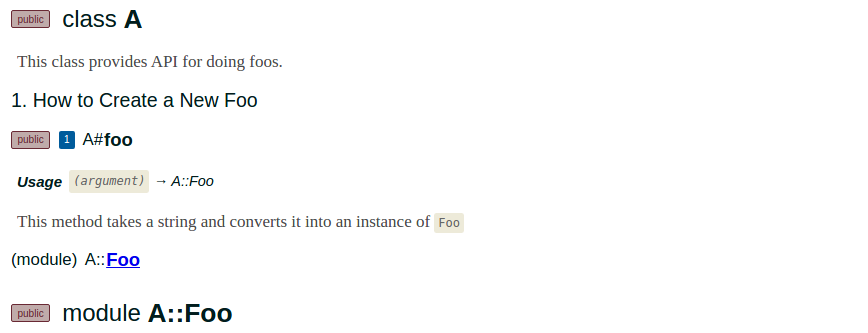 public class A
This class provides API for doing foos.
1. How to Create a New Foo
public 1 A#foo
Usage (argument) → A::Foo
This method takes a string and converts it into an instance of Foo
(module) A::Foo
public module A::Foo